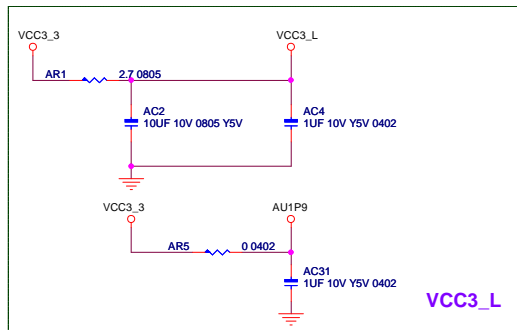 VCC3_3 VCC3_L
AR1 2.7 0805
AC2 AC4
10UF 10V 0805 Y5V 1UF 10V Y5V 0402
VCC3_3 AU1P9
AR5 0 0402
AC31
1UF 10V Y5V 0402
VCC3_L